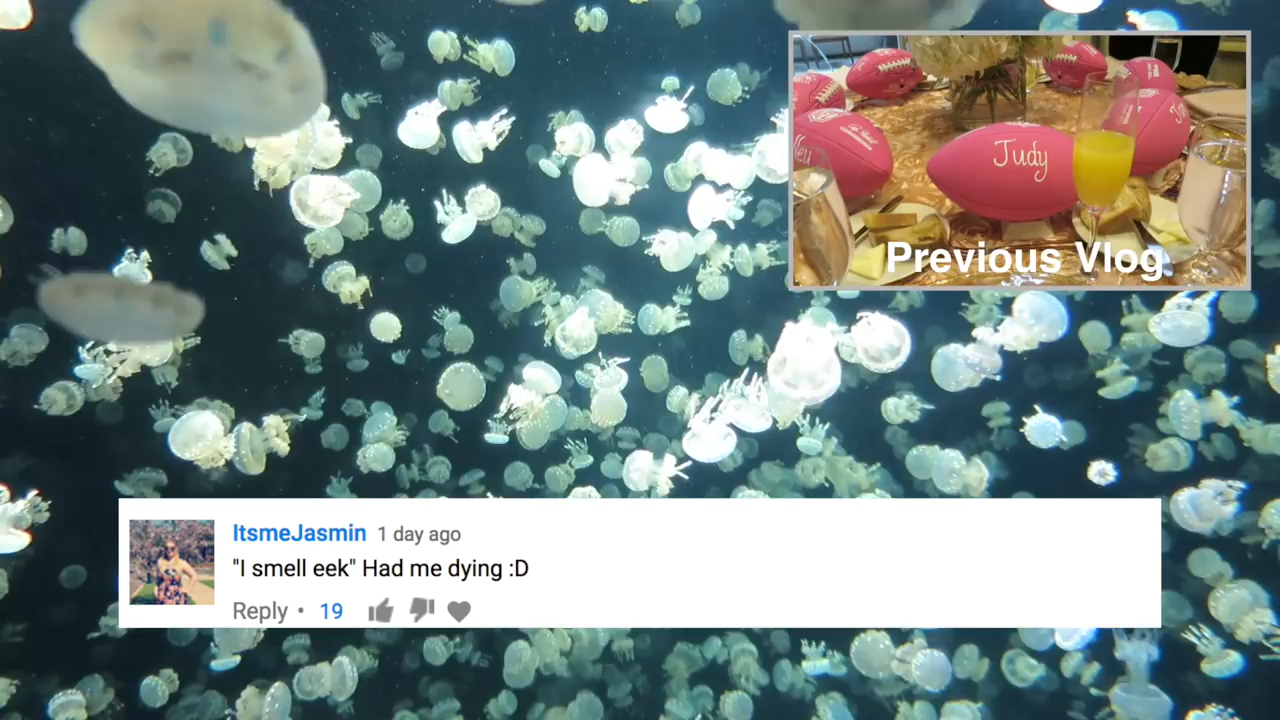 Judy
Previous Vlog
ItsmeJasmin 1 day ago
"I smell eek" Had me dying :D
Reply • 19